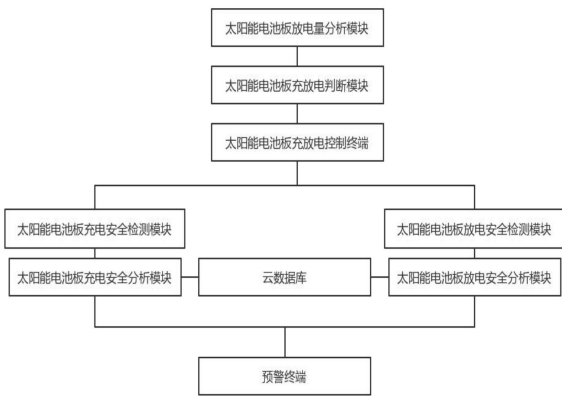 太阳能电池板放电量分析模块
太阳能电池板充放电判断模块
太阳能电池板充放电控制终端
太阳能电池板充电安全检测模块
太阳能电池板放电安全检测模块
太阳能电池板充电安全分析模块
云数据库
太阳能电池板放电安全分析模块
预警终端